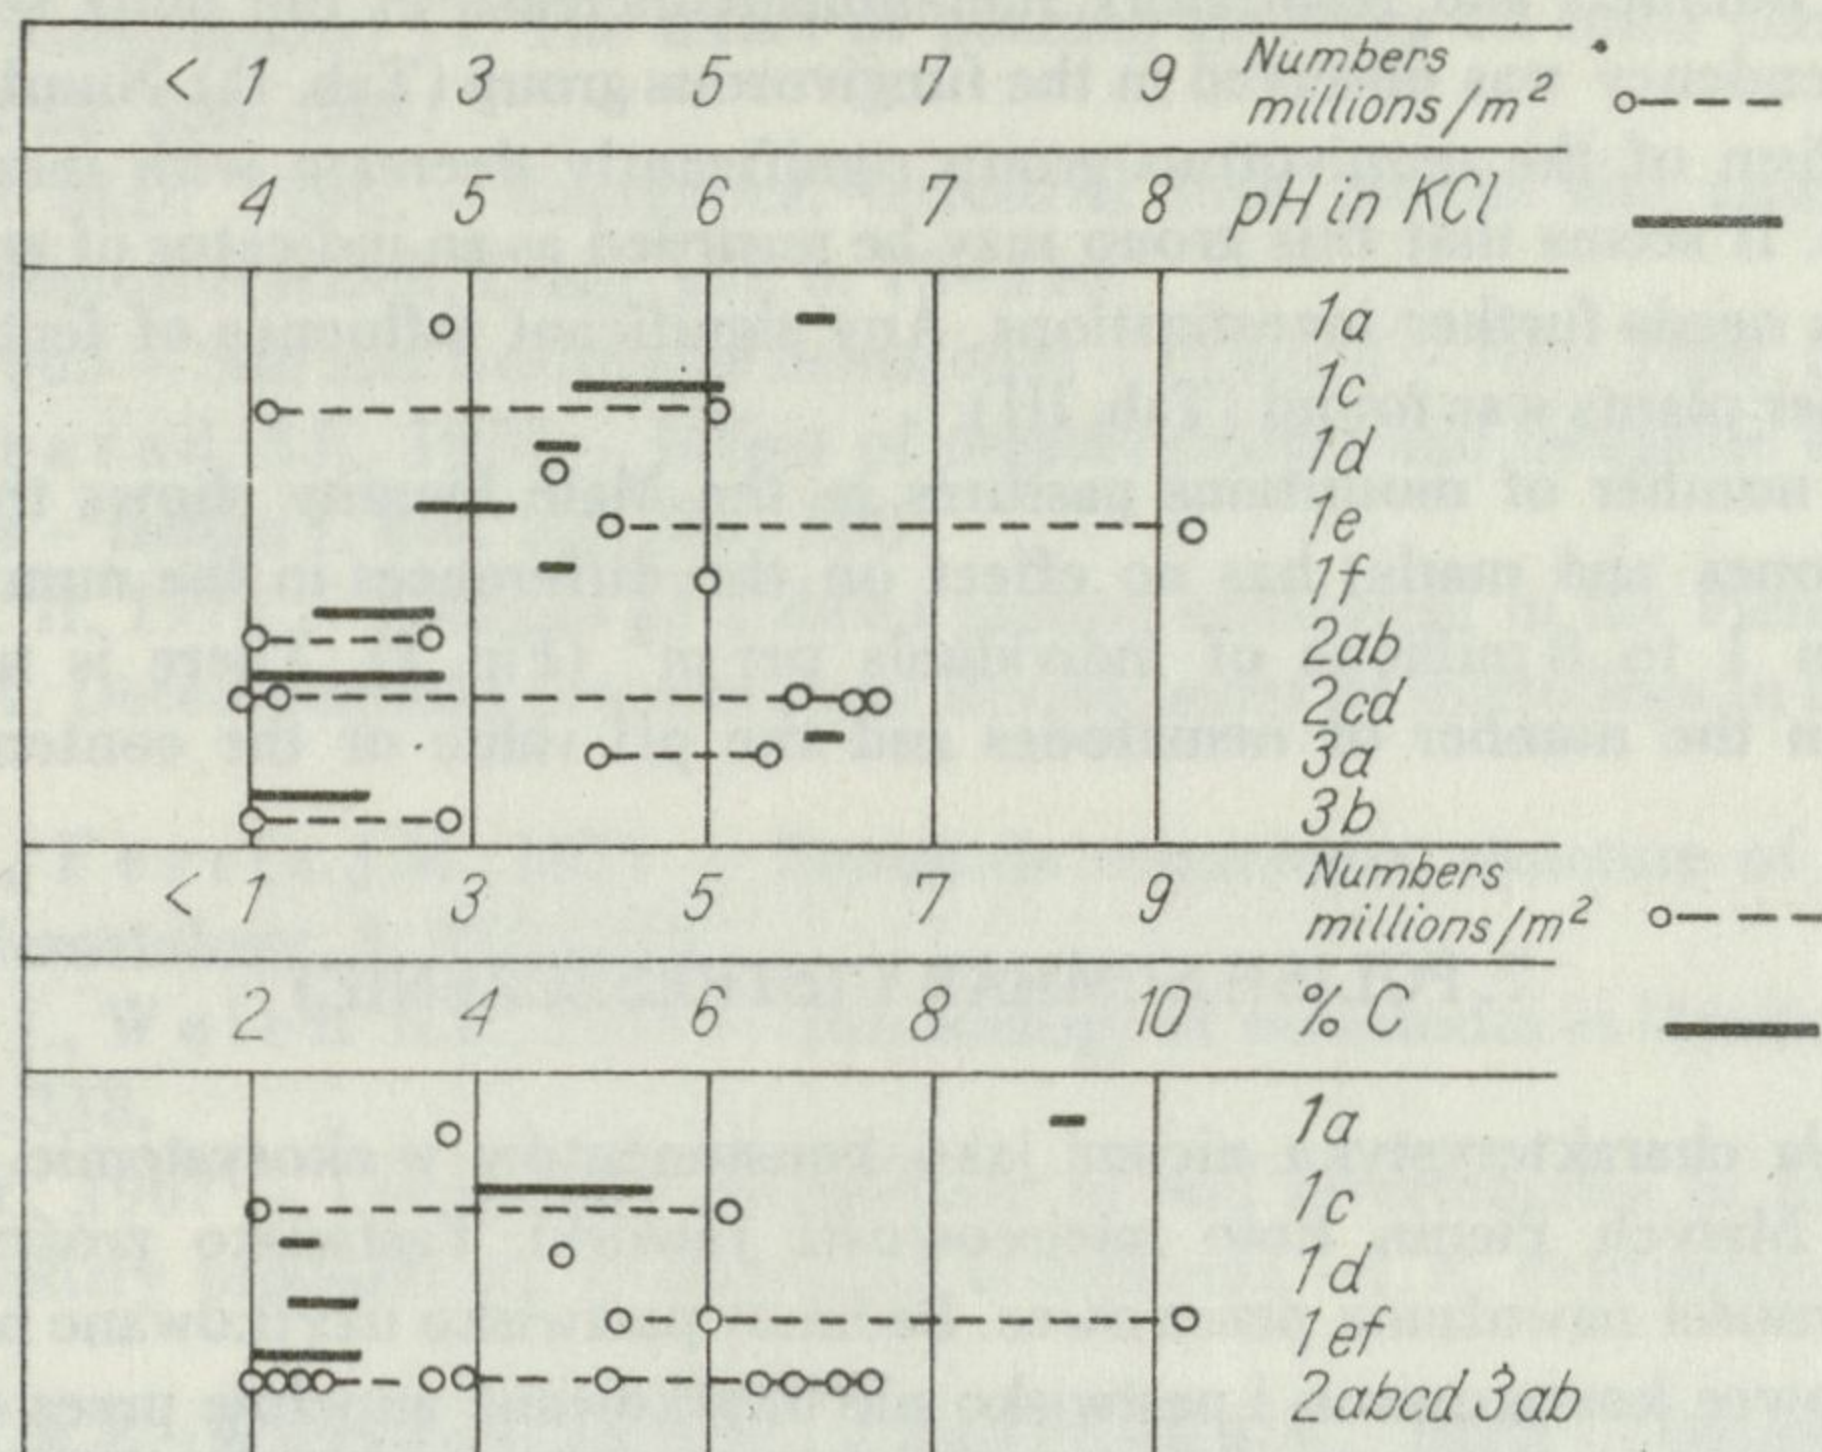 < 1 3 5 7 9 Numbers millions/m²
4 5 6 7 8 pH in KCl
1a
1c
1d
1e
1f
2ab
2cd
3a
3b
< 1 3 5 7 9 Numbers millions/m²
2 4 6 8 10 % C
1a
1c
1d
1ef
2abcd 3ab